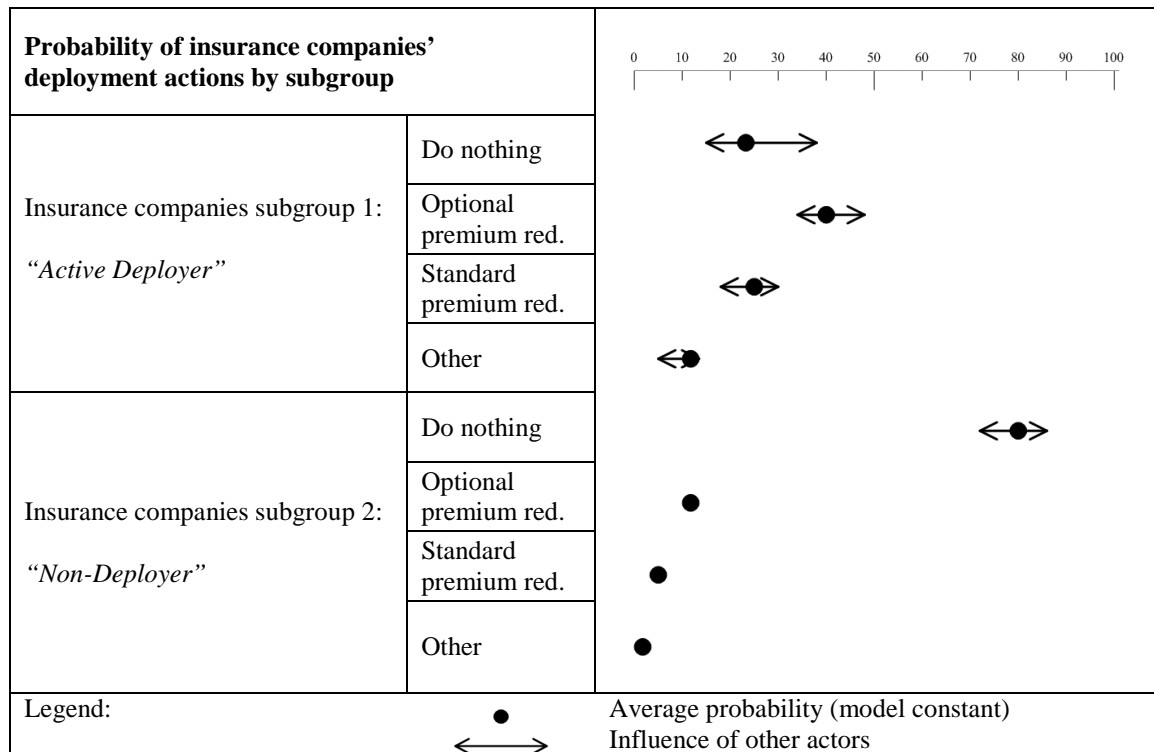 Probability of insurance companies’
deployment actions by subgroup
0 10 20 30 40 50 60 70 80 90 100
Insurance companies subgroup 1:
“Active Deployer”
Do nothing
Optional
premium red.
Standard
premium red.
Other
Insurance companies subgroup 2:
“Non-Deployer”
Do nothing
Optional
premium red.
Standard
premium red.
Other
Legend:
Average probability (model constant)
Influence of other actors